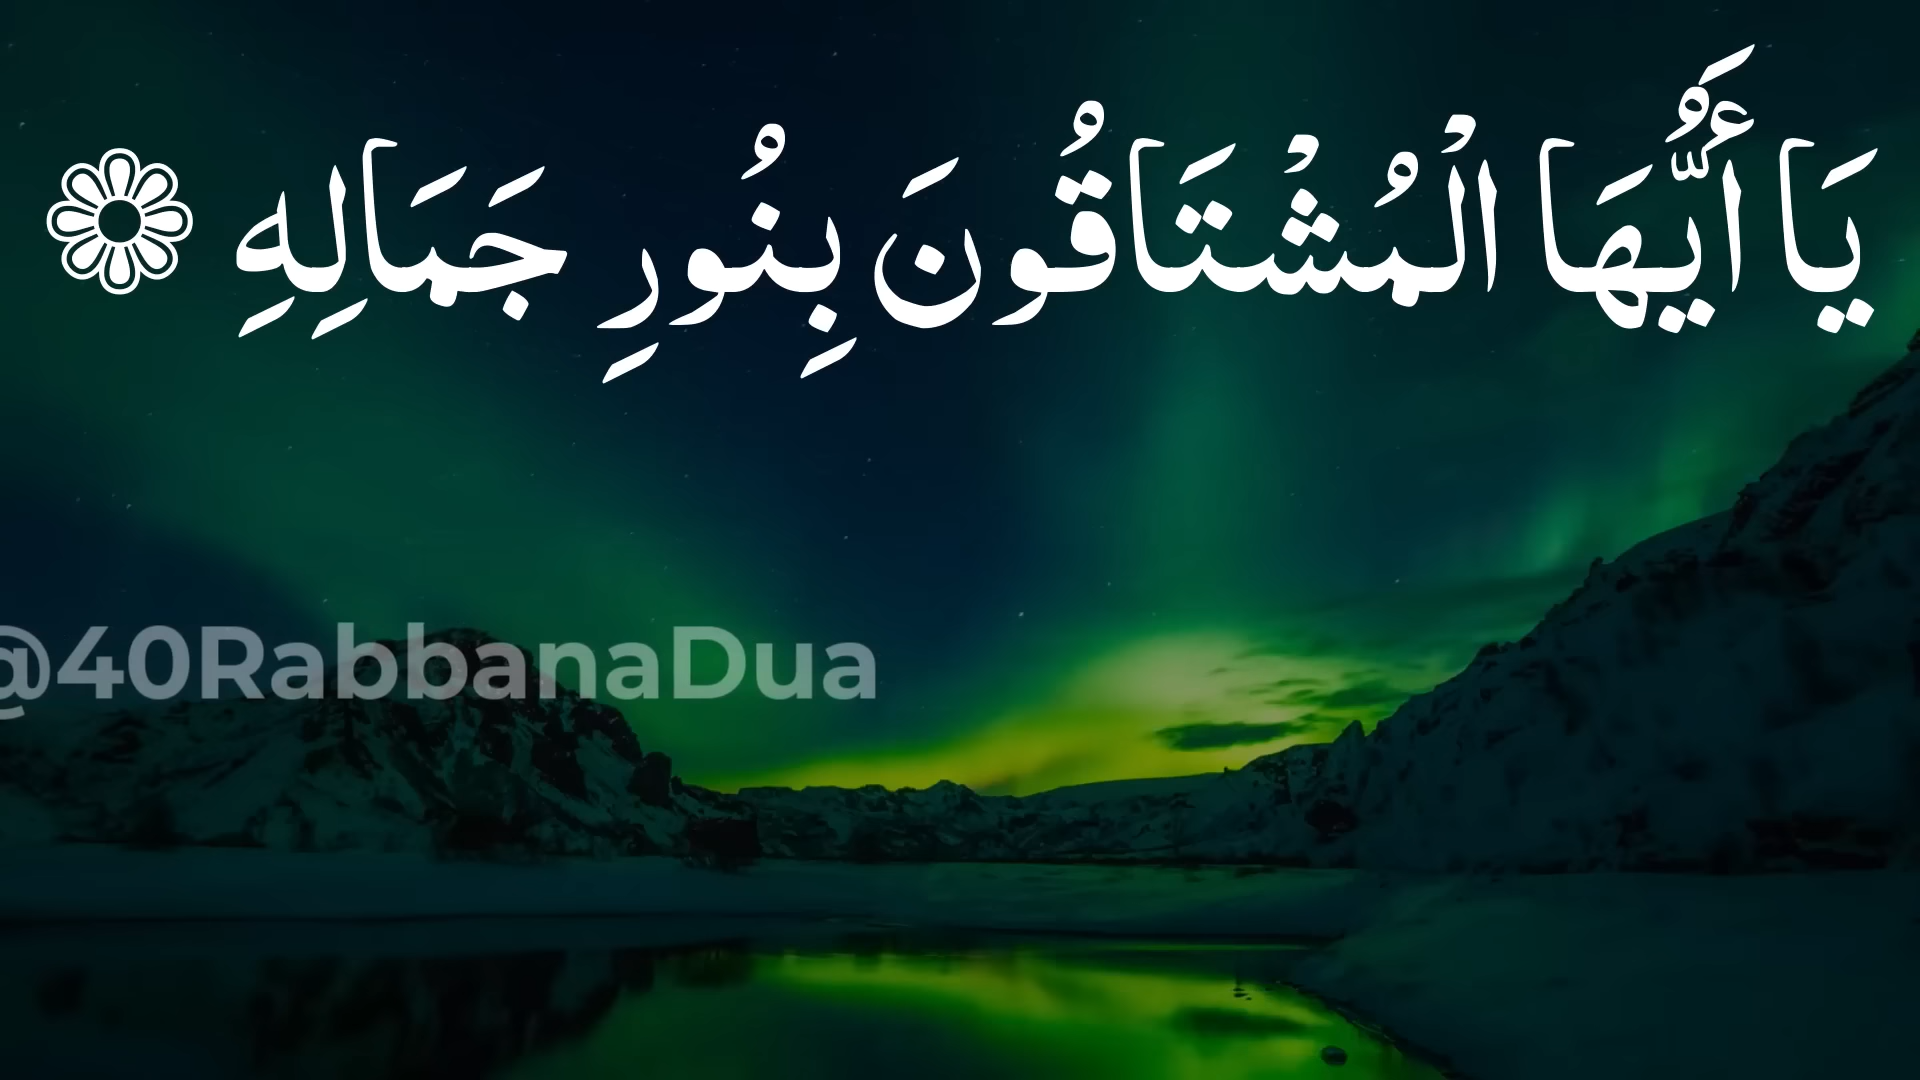 يَا أَيُّهَُا الْمُشْتَاقُونَ بِنُورِ جَمَالِهِ ❁
@40RabbanaDua